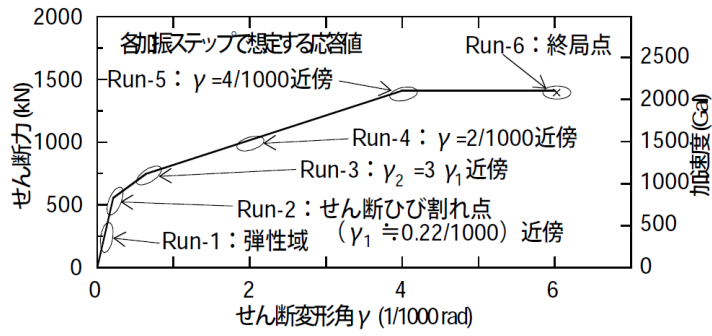 各加振ステップで想定する応答値
Run-6：終局点
Run-5：γ=4/1000近傍
Run-4：γ=2/1000近傍
Run-3：γ2 =3 γ1近傍
Run-2：せん断ひび割れ点
（γ1 ≒0.22/1000）近傍
Run-1：弾性域
せん断力(kN)
2000
1500
1000
500
0
加速度(Gal)
2500
2000
1500
1000
500
0
0 2 4 6
せん断変形角γ (1/1000 rad)